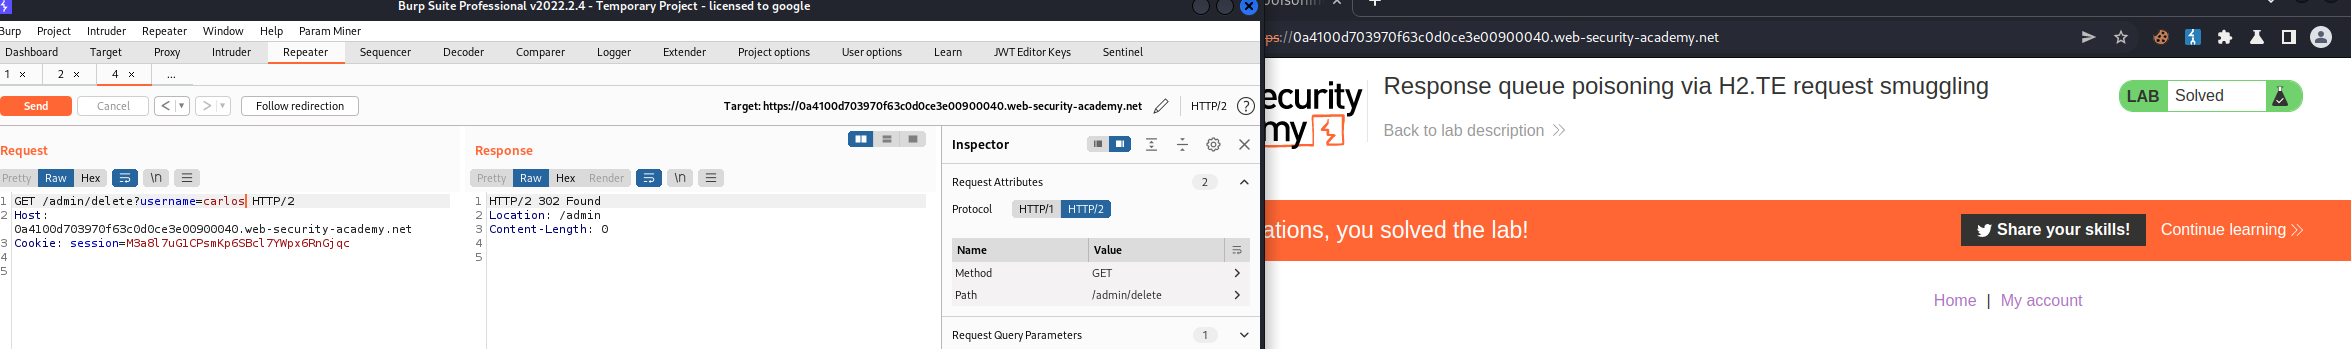 Burp Suite Professional v2022.2.4 - Temporary Project - licensed to google
Burp Project Intruder Repeater Window Help Param Miner
Dashboard Target Proxy Intruder Repeater Sequencer Decoder Comparer Logger Extender Project options User options Learn JWT Editor Keys Sentinel
1 × 2 × 4 × ...
Send Cancel < > Follow redirection Target: https://0a4100d703970f63c0d0ce3e00900040.web-security-academy.net HTTP/2 ?
Request
Pretty Raw Hex \n
1 GET /admin/delete?username=carlos HTTP/2
2 Host:
0a4100d703970f63c0d0ce3e00900040.web-security-academy.net
3 Cookie: session=M3a8l7uG1CPsmKp6SBcl7YWpx6RnGjqc
4
5
Response
Pretty Raw Hex Render \n
1 HTTP/2 302 Found
2 Location: /admin
3 Content-Length: 0
4
5
Inspector
Request Attributes 2
Protocol HTTP/1 HTTP/2
Name Value
Method GET
Path /admin/delete
Request Query Parameters 1
ps://0a4100d703970f63c0d0ce3e00900040.web-security-academy.net
ecurity
my
Response queue poisoning via H2.TE request smuggling
Back to lab description
LAB Solved
ations, you solved the lab!
Share your skills!
Continue learning
Home | My account